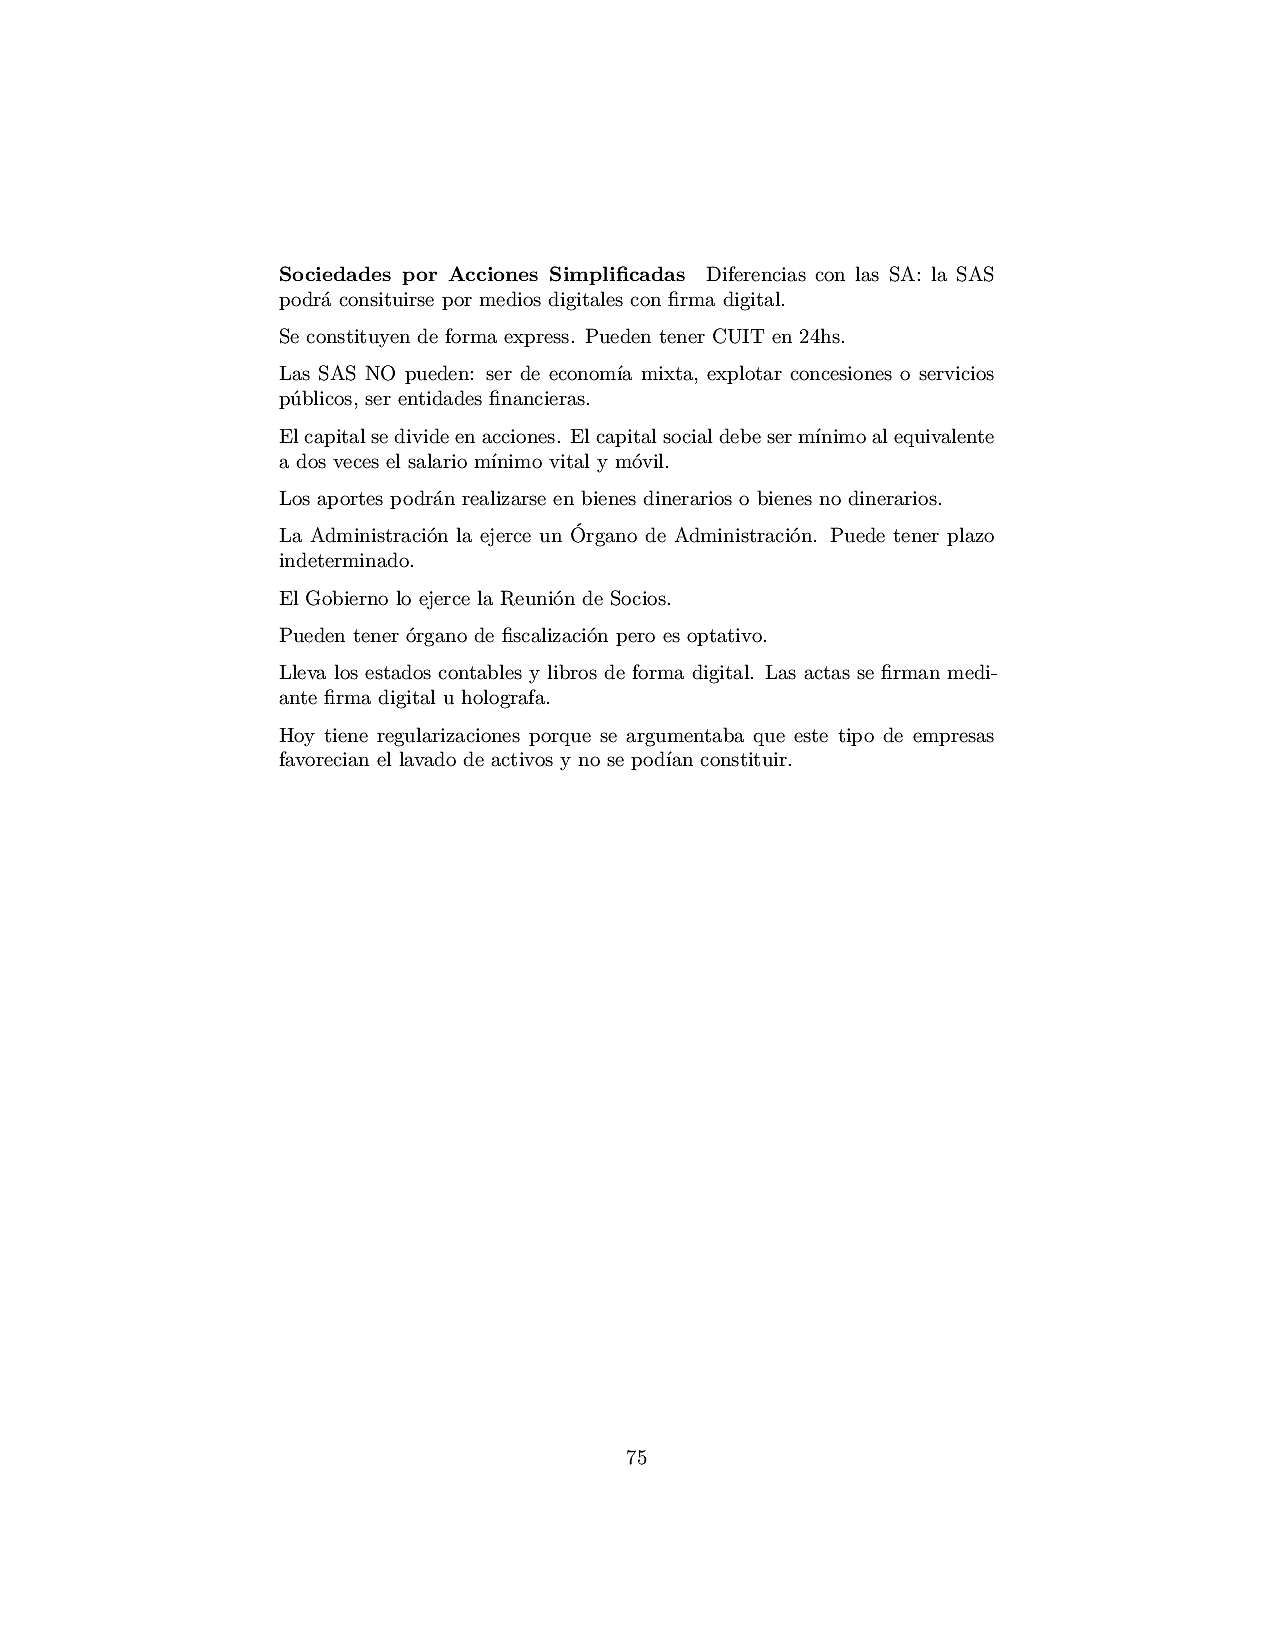 Sociedades por Acciones Simplificadas Diferencias con las SA: la SAS
podrá consituirse por medios digitales con firma digital.
Se constituyen de forma express. Pueden tener CUIT en 24hs.
Las SAS NO pueden: ser de economía mixta, explotar concesiones o servicios
públicos, ser entidades financieras.
El capital se divide en acciones. El capital social debe ser mínimo al equivalente
a dos veces el salario mínimo vital y móvil.
Los aportes podrán realizarse en bienes dinerarios o bienes no dinerarios.
La Administración la ejerce un Órgano de Administración. Puede tener plazo
indeterminado.
El Gobierno lo ejerce la Reunión de Socios.
Pueden tener órgano de fiscalización pero es optativo.
Lleva los estados contables y libros de forma digital. Las actas se firman medi-
ante firma digital u holografa.
Hoy tiene regularizaciones porque se argumentaba que este tipo de empresas
favorecian el lavado de activos y no se podían constituir.
75